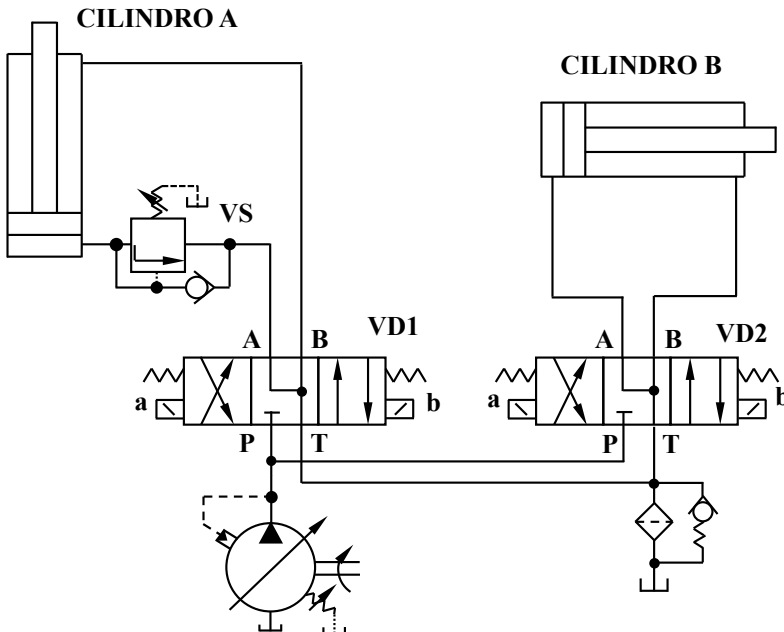 CILINDRO A
CILINDRO B
VS
A B VD1
a b
P T
A B VD2
a b
P T